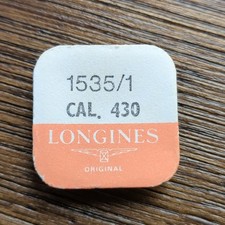 1535/1
CAL. 430
LONGINES
ORIGINAL